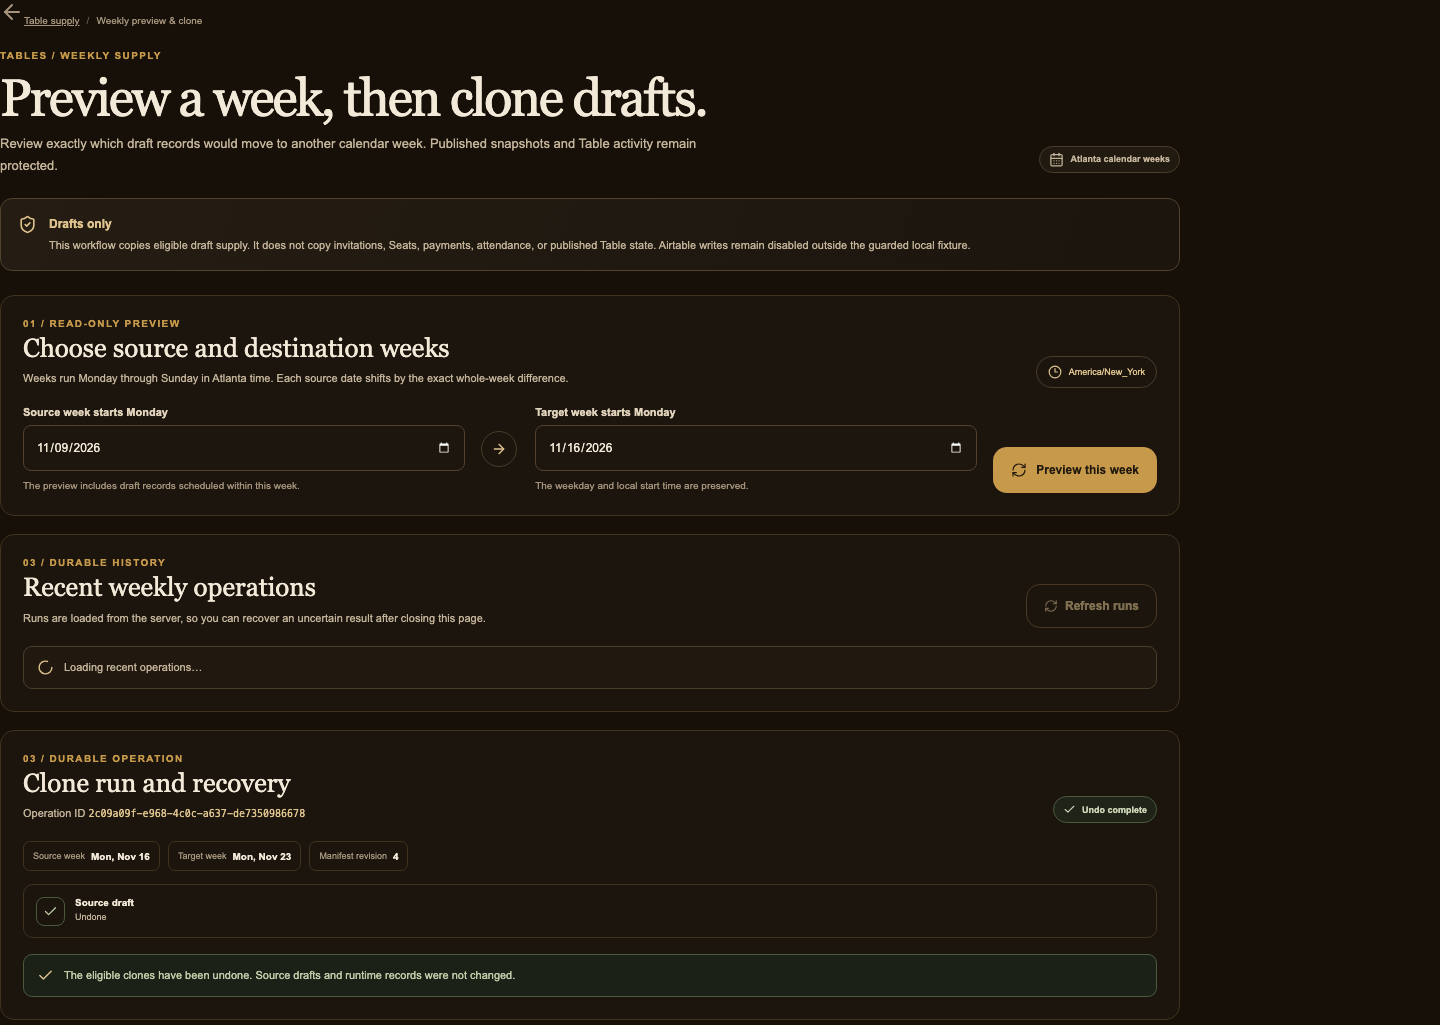 Table supply / Weekly preview & clone
TABLES / WEEKLY SUPPLY
Preview a week, then clone drafts.
Review exactly which draft records would move to another calendar week. Published snapshots and Table activity remain
protected.
Atlanta calendar weeks
Drafts only
This workflow copies eligible draft supply. It does not copy invitations, Seats, payments, attendance, or published Table state. Airtable writes remain disabled outside the guarded local fixture.
01 / READ-ONLY PREVIEW
Choose source and destination weeks
Weeks run Monday through Sunday in Atlanta time. Each source date shifts by the exact whole-week difference.
America/New_York
Source week starts Monday
11/09/2026
The preview includes draft records scheduled within this week.
Target week starts Monday
11/16/2026
The weekday and local start time are preserved.
Preview this week
03 / DURABLE HISTORY
Recent weekly operations
Runs are loaded from the server, so you can recover an uncertain result after closing this page.
Refresh runs
Loading recent operations...
03 / DURABLE OPERATION
Clone run and recovery
Operation ID 2c09a09f-e968-4c0c-a637-de7350986678
Undo complete
Source week Mon, Nov 16
Target week Mon, Nov 23
Manifest revision 4
Source draft
Undone
The eligible clones have been undone. Source drafts and runtime records were not changed.